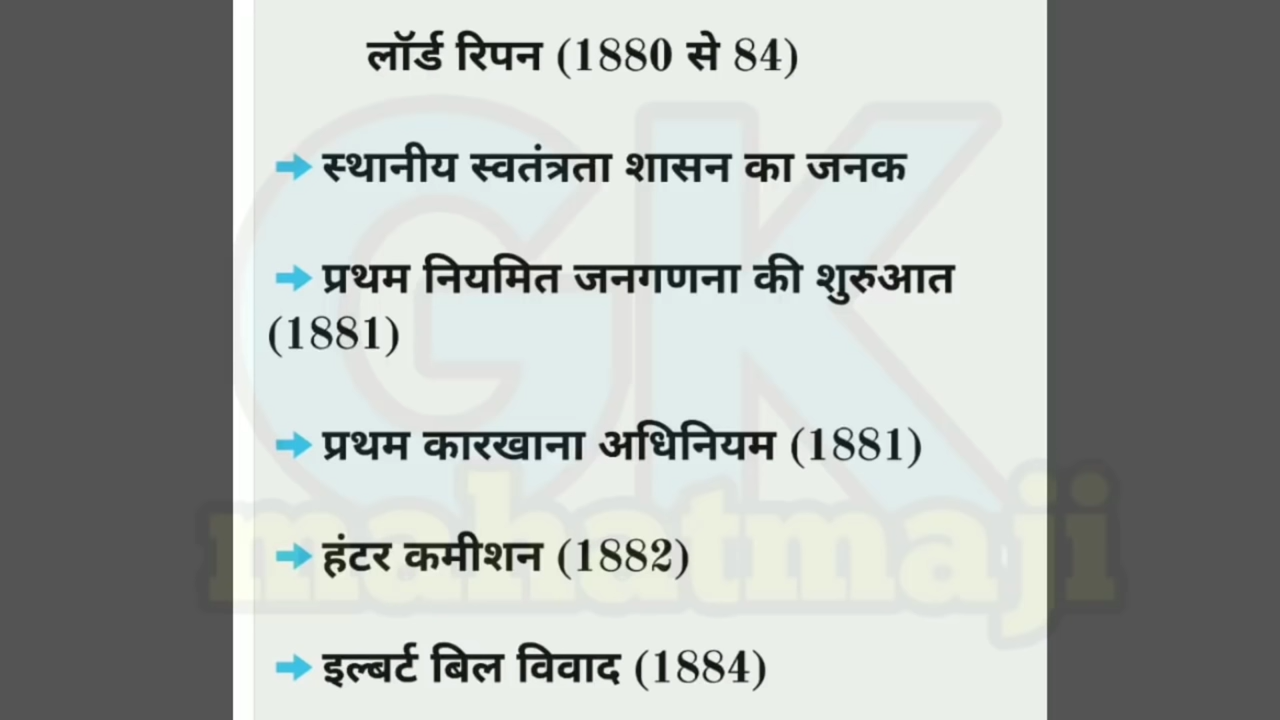 लॉर्ड रिपन (1880 से 84)
➡ स्थानीय स्वतंत्रता शासन का जनक
➡ प्रथम नियमित जनगणना की शुरुआत
(1881)
➡ प्रथम कारखाना अधिनियम (1881)
➡ हंटर कमीशन (1882)
➡ इल्बर्ट बिल विवाद (1884)
GK
mahatmaji